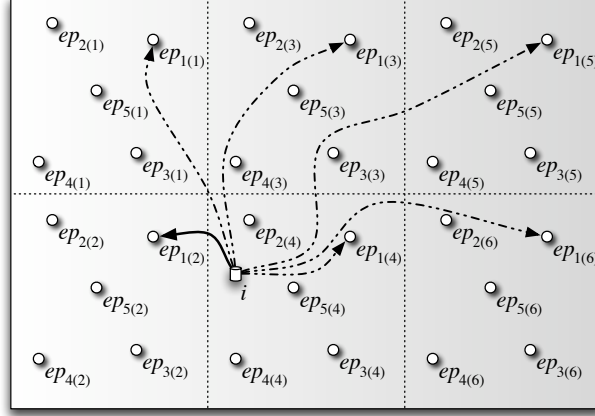 ep2(1) ep1(1) ep2(3) ep1(3) ep2(5) ep1(5)
ep5(1) ep5(3) ep5(5)
ep4(1) ep3(1) ep4(3) ep3(3) ep4(5) ep3(5)
ep2(2) ep1(2) ep2(4) ep1(4) ep2(6) ep1(6)
ep5(2) i ep5(4) ep5(6)
ep4(2) ep3(2) ep4(4) ep3(4) ep4(6) ep3(6)